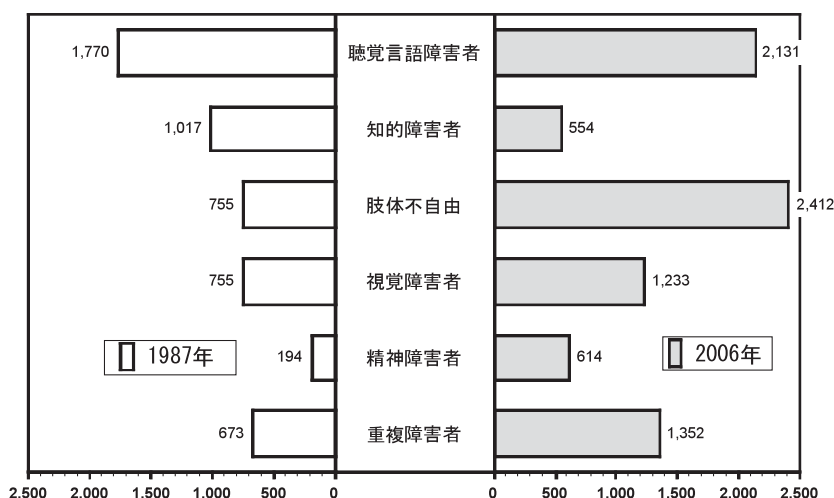 1,770 聴覚言語障害者 2,131
1,017 知的障害者 554
755 肢体不自由 2,412
755 視覚障害者 1,233
1987年 194 精神障害者 614 2006年
673 重複障害者 1,352
2.500 2.000 1.500 1.000 500 0 0 500 1.000 1.500 2.000 2.500